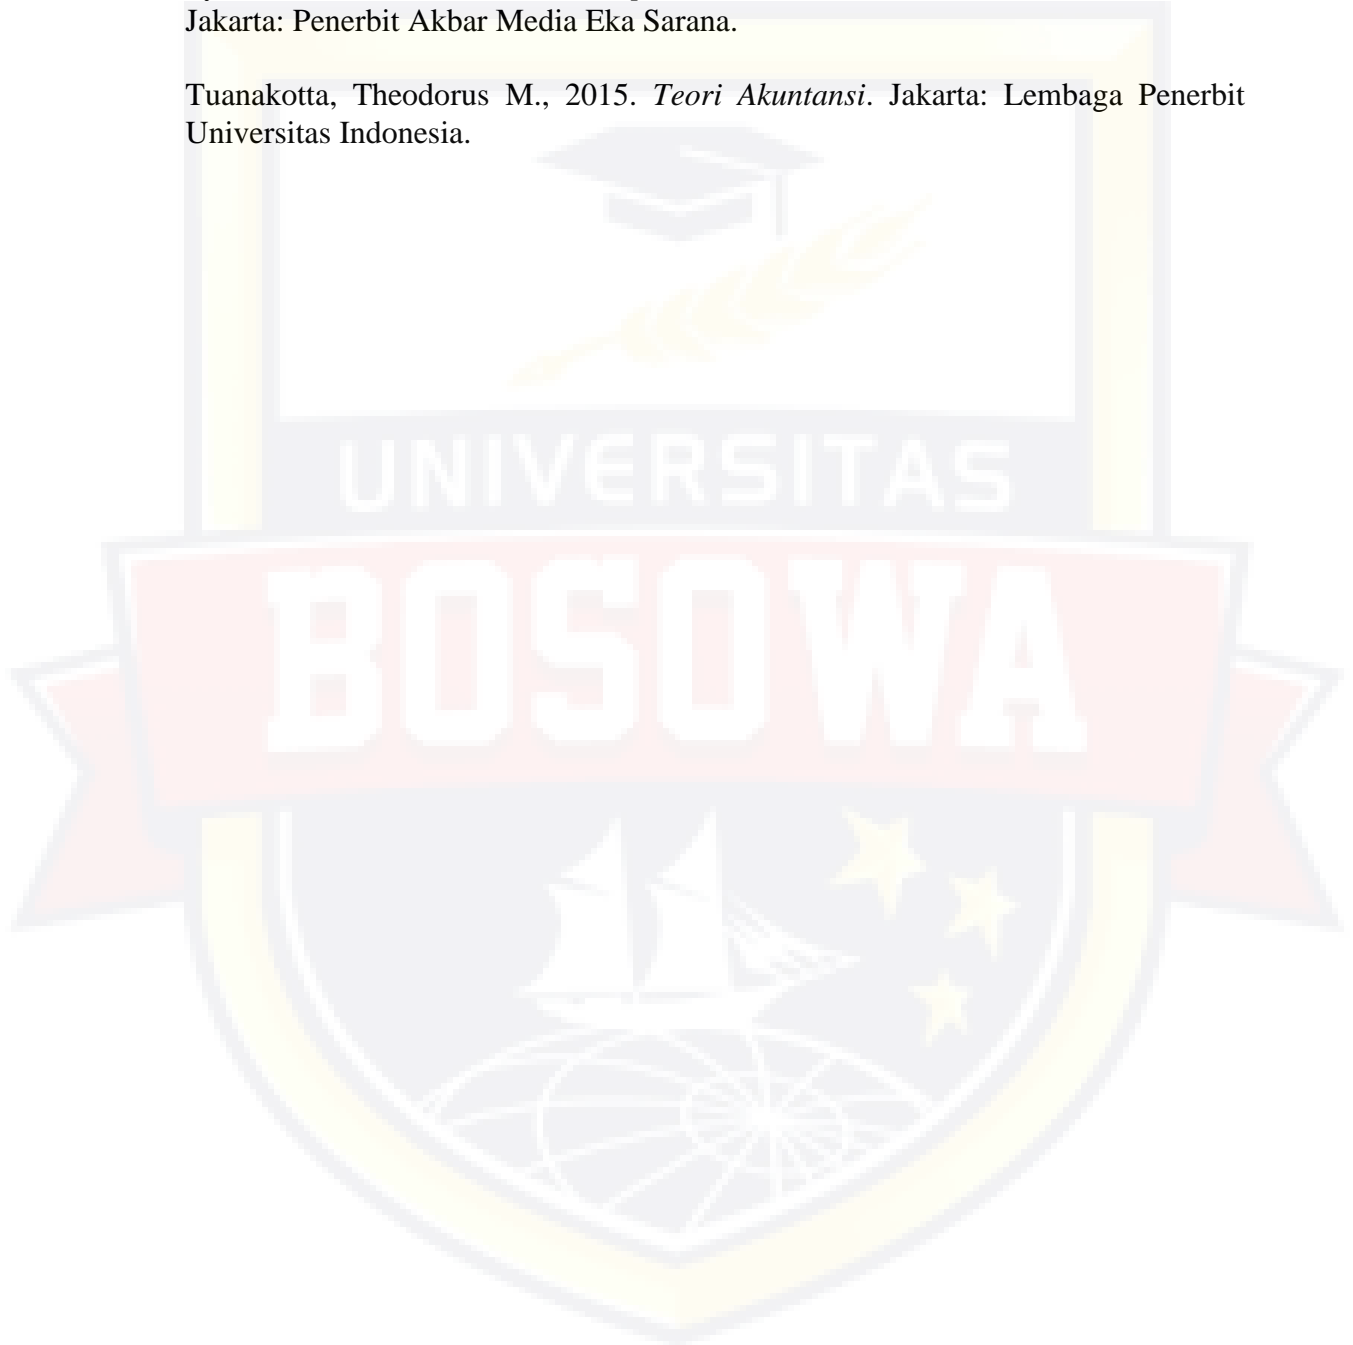 Jakarta: Penerbit Akbar Media Eka Sarana.
Tuanakotta, Theodorus M., 2015. Teori Akuntansi. Jakarta: Lembaga Penerbit
Universitas Indonesia.
UNIVERSITAS
BOSOWA